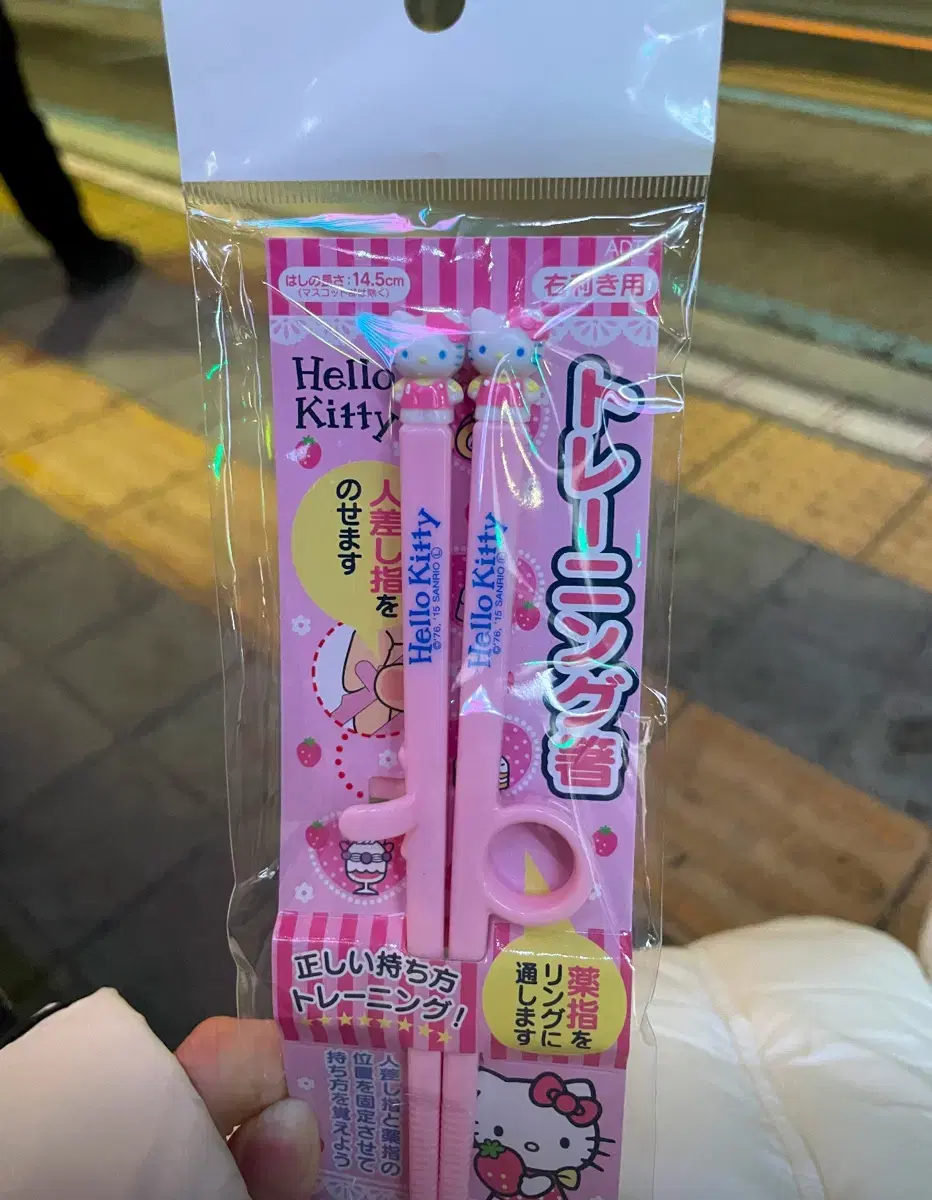 ADT
はしの長さ:14.5cm
(マスコット部は除く)
右利き用
Hello
Kitty
トレーニング箸
人差し指を
のせます
Hello Kitty
©'76, '15 SANRIO Ⓛ
Hello Kitty
©'76, '15 SANRIO Ⓛ
正しい持ち方
トレーニング!
薬指を
リングに
通します
人差し指と薬指の
位置を固定させて
持ち方を覚えよう